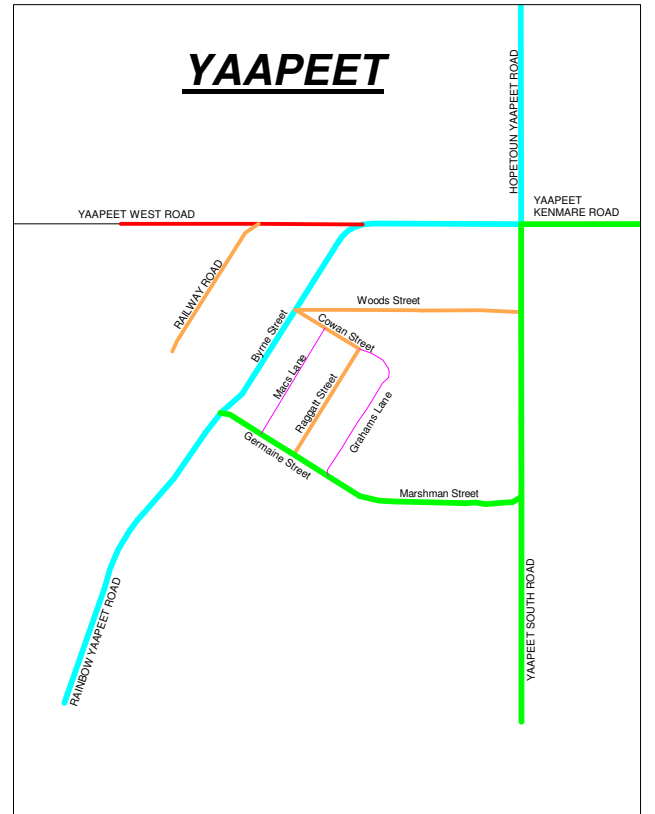 YAAPEET
HOPETOUN YAAPEET ROAD
YAAPEET
KENMARE ROAD
YAAPEET WEST ROAD
RAILWAY ROAD
Woods Street
Byrne Street
Cowan Street
Macs Lane
Raggatt Street
Grahams Lane
Germaine Street
Marshman Street
RAINBOW YAAPEET ROAD
YAAPEET SOUTH ROAD